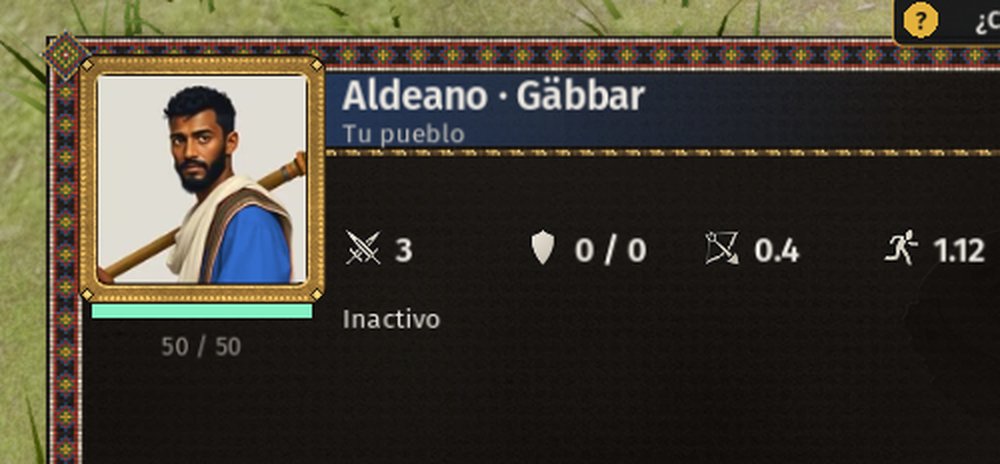 ?
Aldeano · Gäbbar
Tu pueblo
3 0 / 0 0.4 1.12
Inactivo
50 / 50